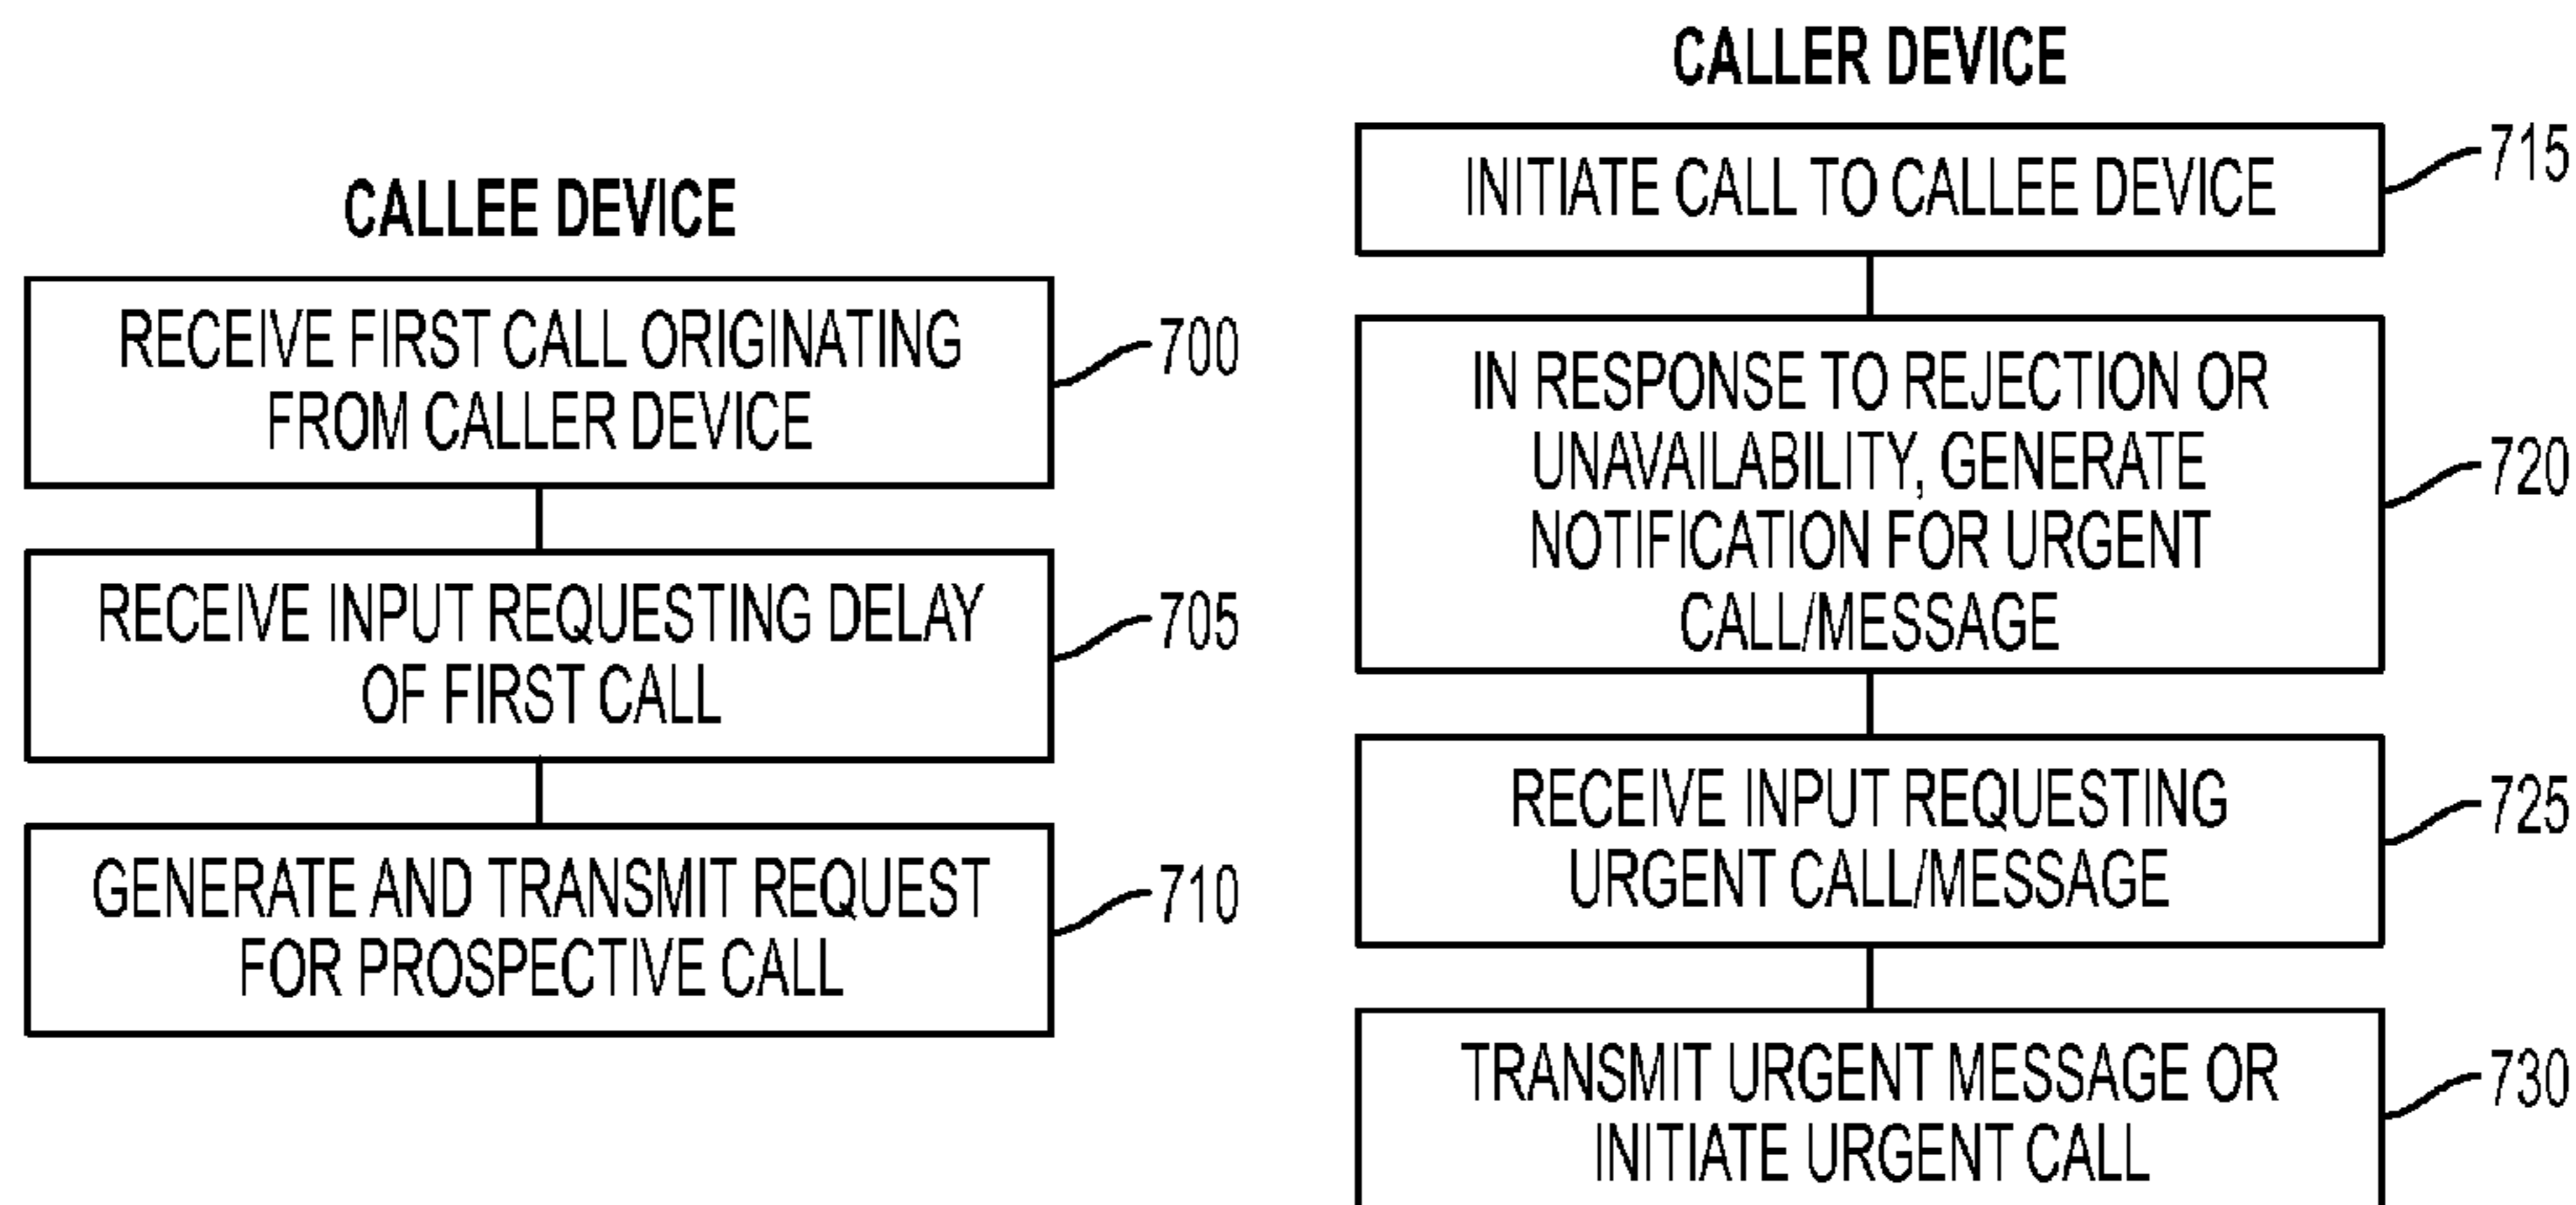 CALLEE DEVICE
RECEIVE FIRST CALL ORIGINATING
FROM CALLER DEVICE
700
RECEIVE INPUT REQUESTING DELAY
OF FIRST CALL
705
GENERATE AND TRANSMIT REQUEST
FOR PROSPECTIVE CALL
710
CALLER DEVICE
INITIATE CALL TO CALLEE DEVICE
715
IN RESPONSE TO REJECTION OR
UNAVAILABILITY, GENERATE
NOTIFICATION FOR URGENT
CALL/MESSAGE
720
RECEIVE INPUT REQUESTING
URGENT CALL/MESSAGE
725
TRANSMIT URGENT MESSAGE OR
INITIATE URGENT CALL
730